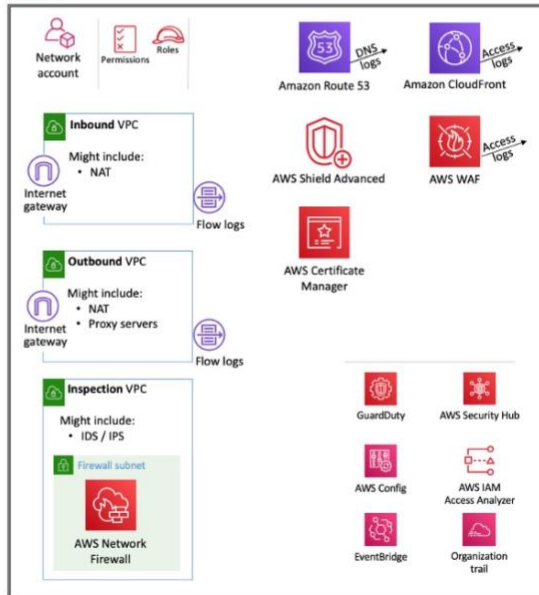 Network
account
Permissions
Roles
53
DNS
logs
Amazon Route 53
Access
logs
Amazon CloudFront
Inbound VPC
Might include:
• NAT
Internet
gateway
Flow logs
AWS Shield Advanced
Access
logs
AWS WAF
AWS Certificate
Manager
Outbound VPC
Might include:
• NAT
• Proxy servers
Internet
gateway
Flow logs
Inspection VPC
Might include:
• IDS / IPS
Firewall subnet
AWS Network
Firewall
GuardDuty
AWS Security Hub
AWS Config
AWS IAM
Access Analyzer
EventBridge
Organization
trail